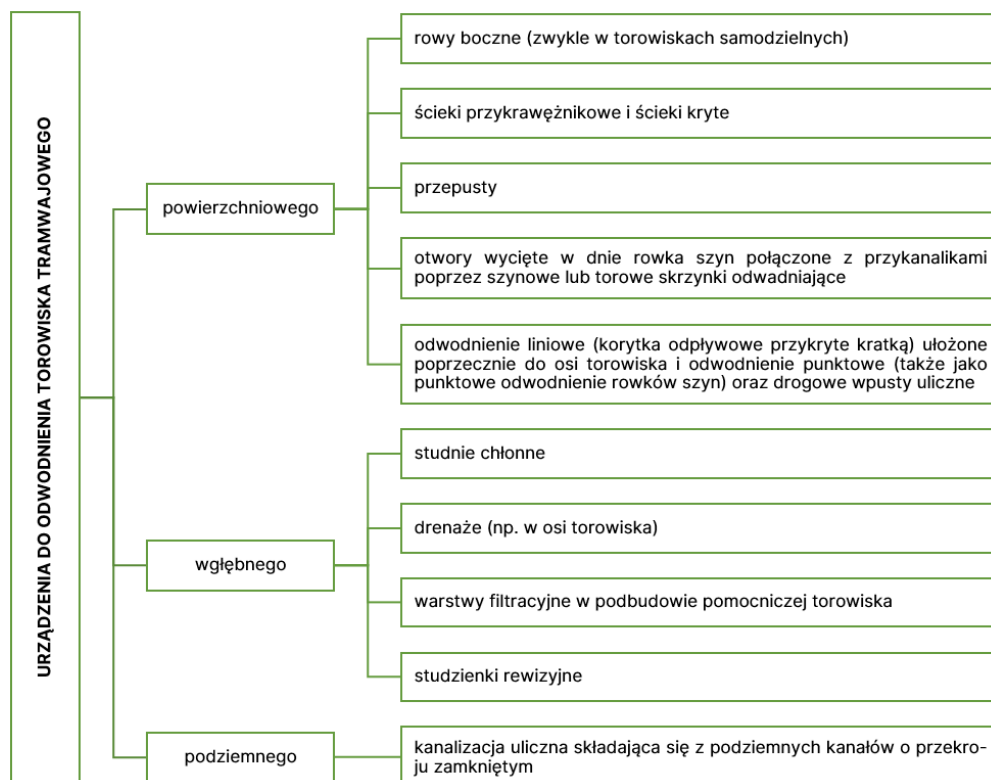 URZĄDZENIA DO ODWODNIENIA TOROWISKA TRAMWAJOWEGO
powierzchniowego
rowy boczne (zwykle w torowiskach samodzielnych)
ścieki przykrawężnikowe i ścieki kryte
przepusty
otwory wycięte w dnie rowka szyn połączone z przykanalikami
poprzez szynowe lub torowe skrzynki odwadniające
odwodnienie liniowe (korytka odpływowe przykryte kratką) ułożone
poprzecznie do osi torowiska i odwodnienie punktowe (także jako
punktowe odwodnienie rowków szyn) oraz drogowe wpusty uliczne
wgłębnego
studnie chłonne
drenaże (np. w osi torowiska)
warstwy filtracyjne w podbudowie pomocniczej torowiska
studzienki rewizyjne
podziemnego
kanalizacja uliczna składająca się z podziemnych kanałów o przekro-
ju zamkniętym